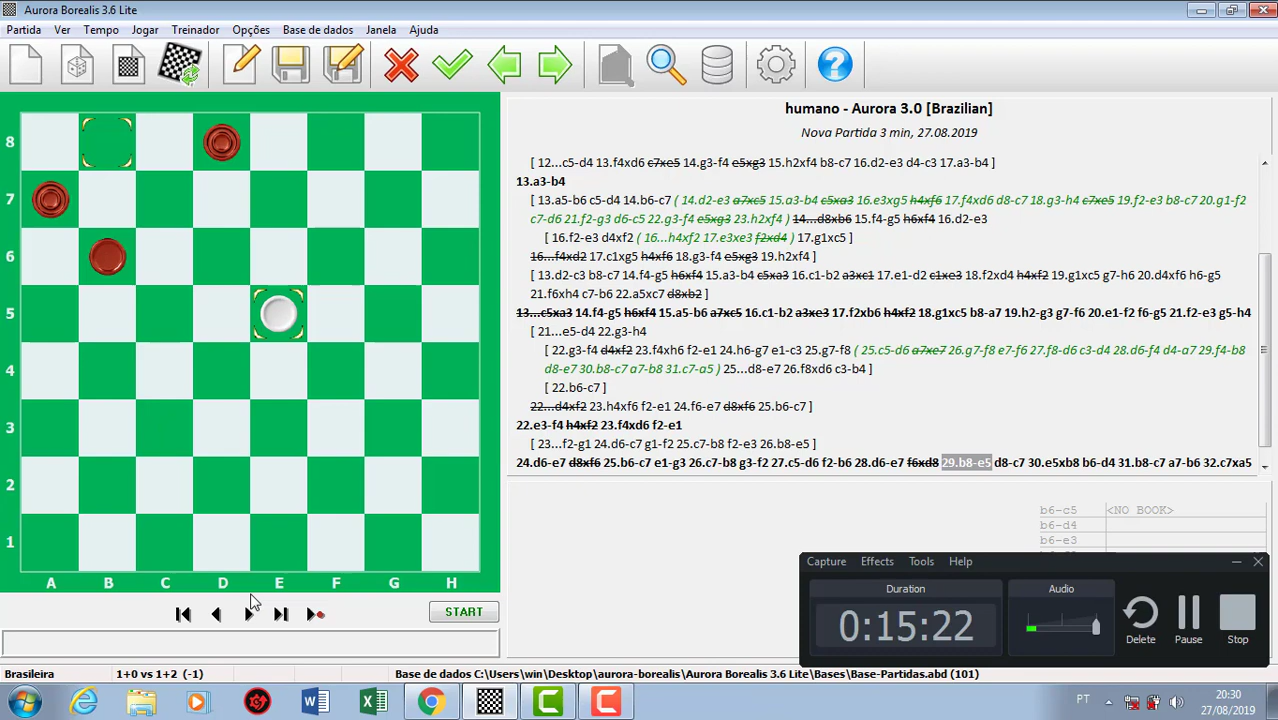 Aurora Borealis 3.6 Lite
Partida Ver Tempo Jogar Treinador Opções Base de dados Janela Ajuda
humano - Aurora 3.0 [Brazilian]
Nova Partida 3 min, 27.08.2019
[ 12...c5-d4 13.f4xd6 c7xe5 14.g3-f4 e5xg3 15.h2xf4 b8-c7 16.d2-e3 d4-c3 17.a3-b4 ]
13.a3-b4
[ 13.a5-b6 c5-d4 14.b6-c7 ( 14.d2-e3 a7xc5 15.a3-b4 c5xa3 16.e3xg5 h4xf6 17.f4xd6 d8-c7 18.g3-h4 c7xe5 19.f2-e3 b8-c7 20.g1-f2
c7-d6 21.f2-g3 d6-c5 22.g3-f4 e5xg3 23.h2xf4 ) 14...d8xb6 15.f4-g5 h6xf4 16.d2-e3
[ 16.f2-e3 d4xf2 ( 16...h4xf2 17.e3xe3 f2xd4 ) 17.g1xc5 ]
16...f4xd2 17.c1xg5 h4xf6 18.g3-f4 e5xg3 19.h2xf4 ]
[ 13.d2-c3 b8-c7 14.f4-g5 h6xf4 15.a3-b4 c5xa3 16.c1-b2 a3xc1 17.e1-d2 c1xe3 18.f2xd4 h4xf2 19.g1xc5 g7-h6 20.d4xf6 h6-g5
21.f6xh4 c7-b6 22.a5xc7 d8xb2 ]
13...c5xa3 14.f4-g5 h6xf4 15.a5-b6 a7xc5 16.c1-b2 a3xe3 17.f2xb6 h4xf2 18.g1xc5 b8-a7 19.h2-g3 g7-f6 20.e1-f2 f6-g5 21.f2-e3 g5-h4
[ 21...e5-d4 22.g3-h4
[ 22.g3-f4 d4xf2 23.f4xh6 f2-e1 24.h6-g7 e1-c3 25.g7-f8 ( 25.c5-d6 a7xe7 26.g7-f8 e7-f6 27.f8-d6 c3-d4 28.d6-f4 d4-a7 29.f4-b8
d8-e7 30.b8-c7 a7-b8 31.c7-a5 ) 25...d8-e7 26.f8xd6 c3-b4 ]
[ 22.b6-c7 ]
22...d4xf2 23.h4xf6 f2-e1 24.f6-e7 d8xf6 25.b6-c7 ]
22.e3-f4 h4xf2 23.f4xd6 f2-e1
[ 23...f2-g1 24.d6-c7 g1-f2 25.c7-b8 f2-e3 26.b8-e5 ]
24.d6-e7 d8xf6 25.b6-c7 e1-g3 26.c7-b8 g3-f2 27.c5-d6 f2-b6 28.d6-e7 f6xd8 29.b8-e5 d8-c7 30.e5xb8 b6-d4 31.b8-c7 a7-b6 32.c7xa5
8
7
6
5
4
3
2
1
A B C D E F G H
START
b6-c5 <NO BOOK>
b6-d4
b6-e3
Capture Effects Tools Help
Duration Audio
0:15:22
Delete Pause Stop
Brasileira 1+0 vs 1+2 (-1) Base de dados C:\Users\win\Desktop\aurora-borealis\Aurora Borealis 3.6 Lite\Bases\Base-Partidas.abd (101)
PT
20:30
27/08/2019